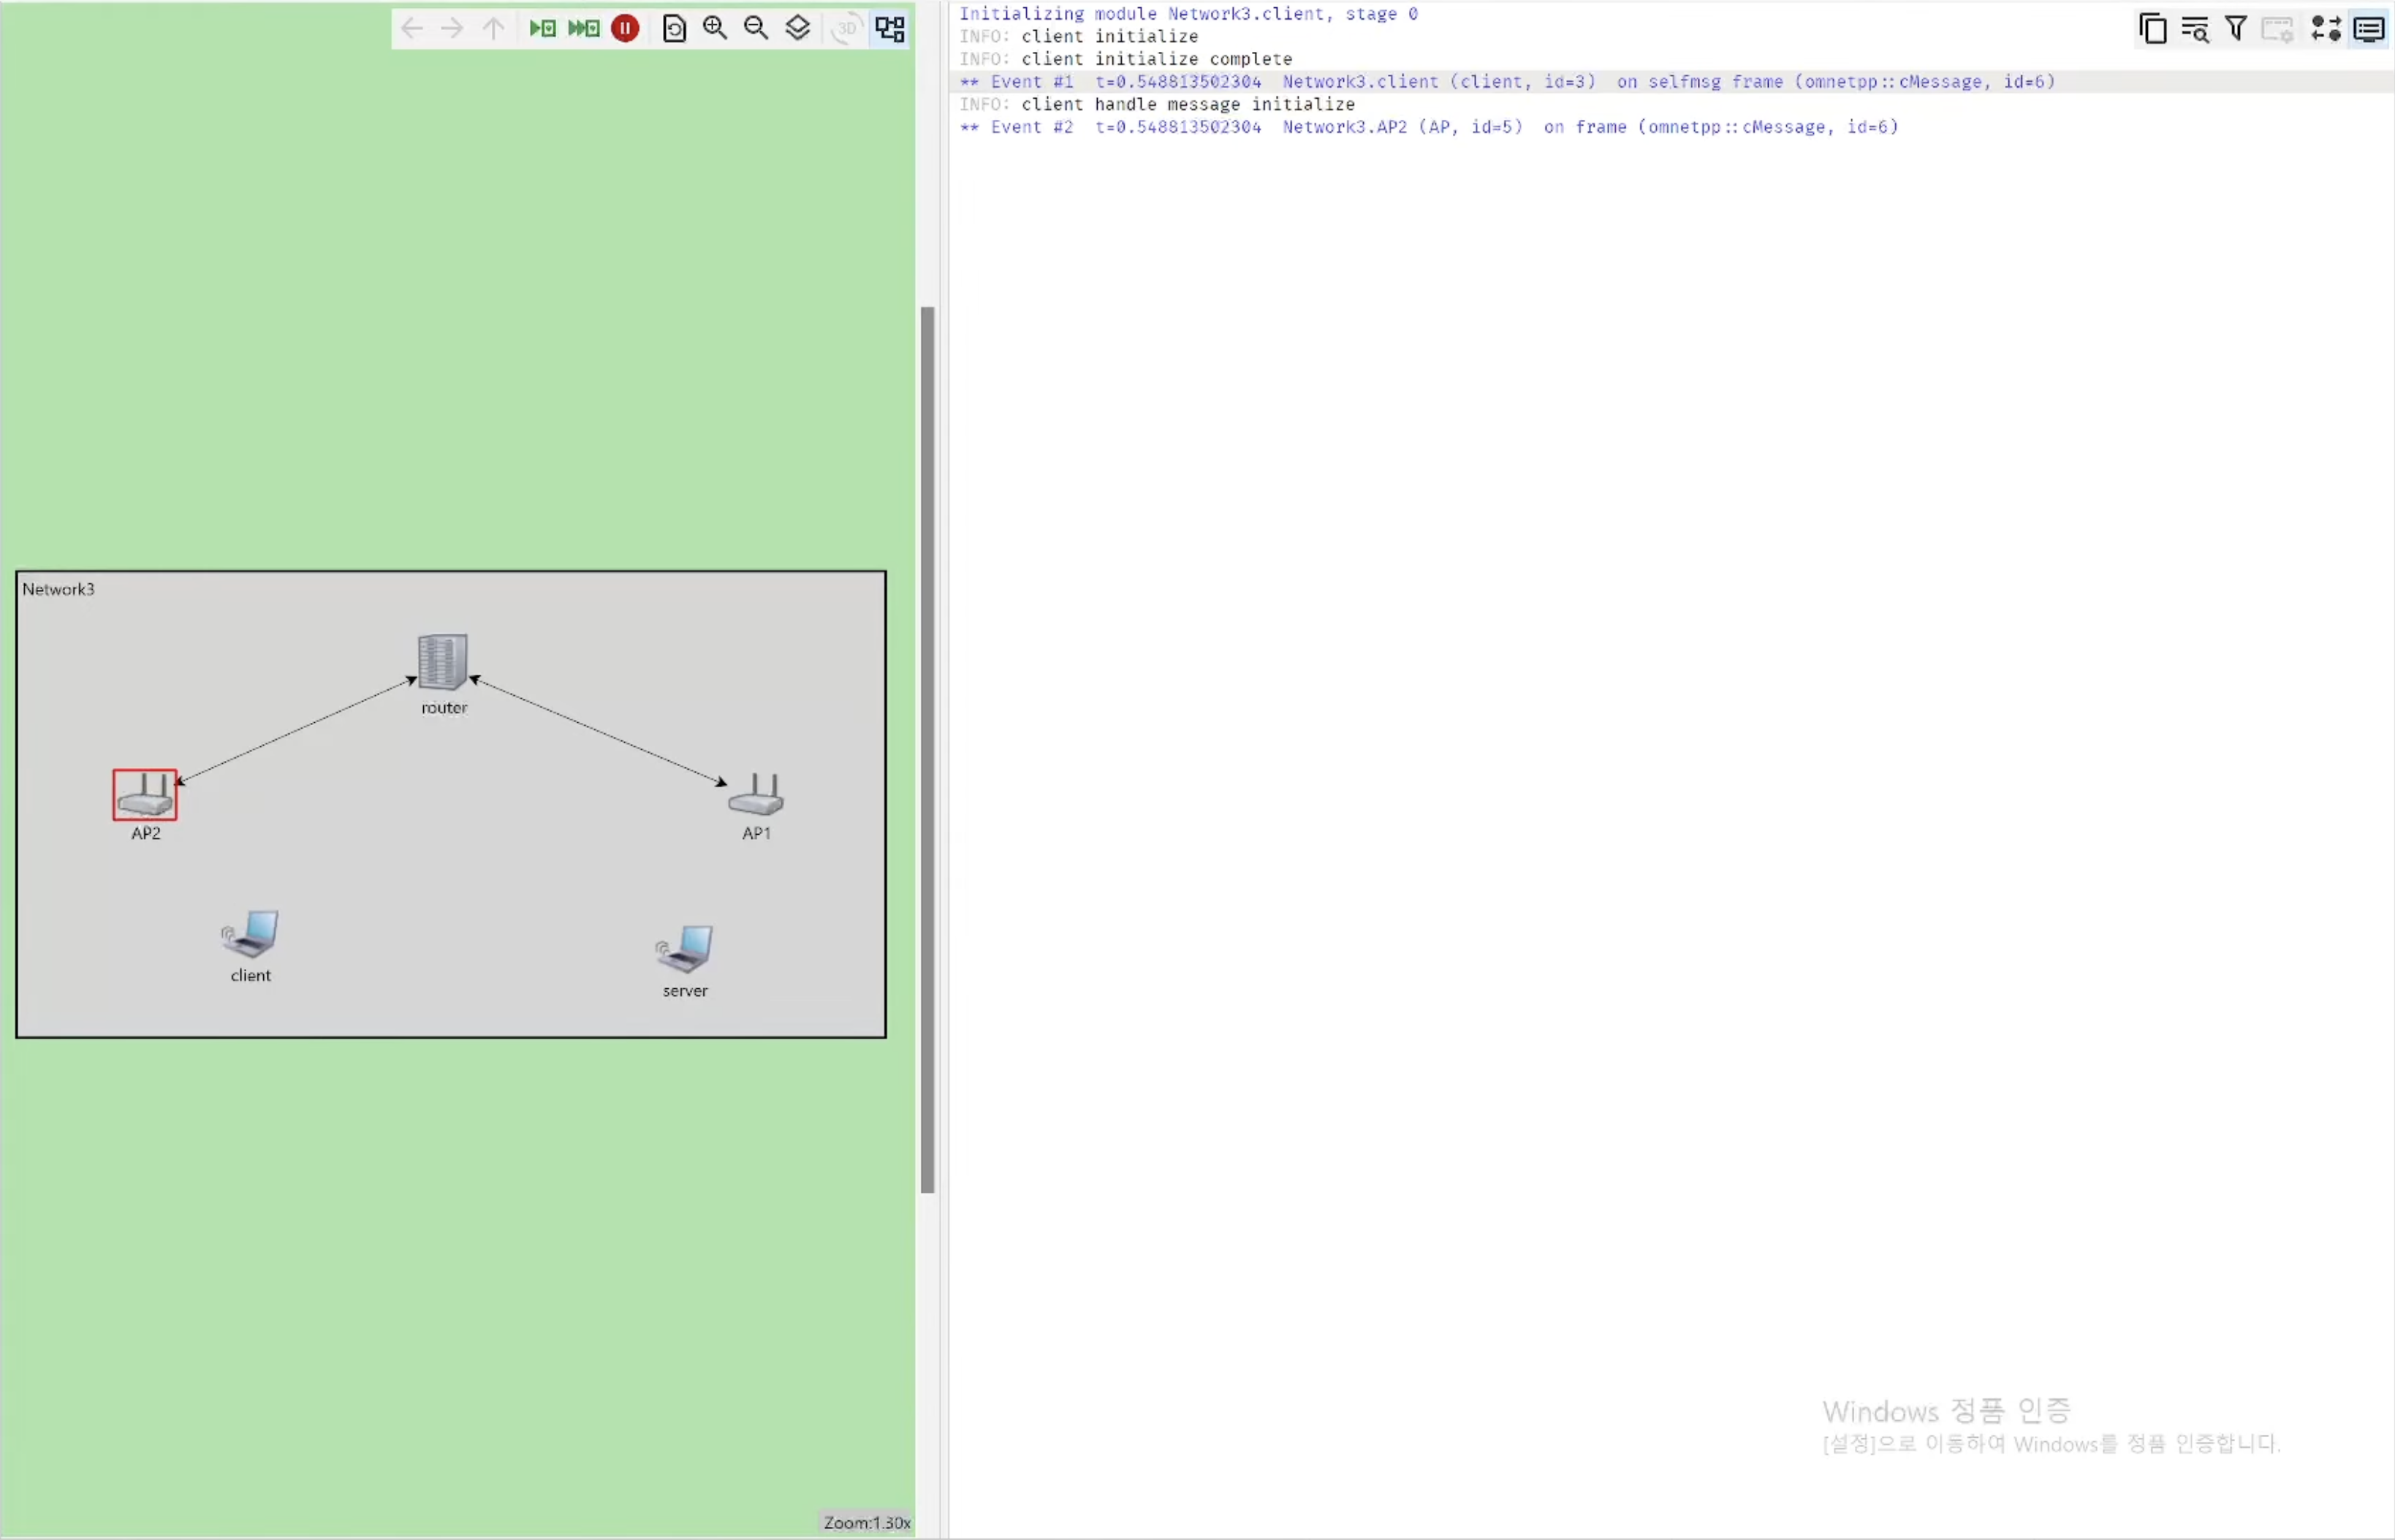 3D
Network3
router
AP2
AP1
client
server
Zoom:1.30x
Initializing module Network3.client, stage 0
INFO: client initialize
INFO: client initialize complete
** Event #1 t=0.548813502304 Network3.client (client, id=3) on selfmsg frame (omnetpp::cMessage, id=6)
INFO: client handle message initialize
** Event #2 t=0.548813502304 Network3.AP2 (AP, id=5) on frame (omnetpp::cMessage, id=6)
Windows 정품 인증
[설정]으로 이동하여 Windows를 정품 인증합니다.